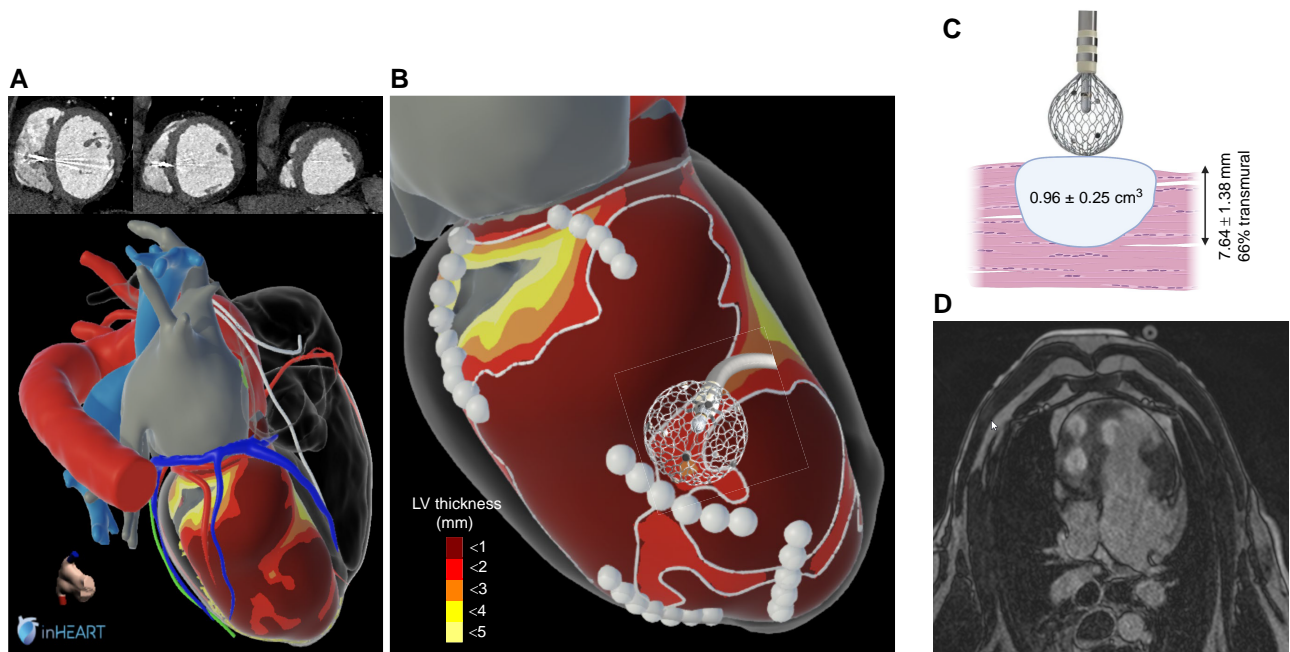 A
inHEART
B
LV thickness
(mm)
<1
<2
<3
<4
<5
C
0.96 ± 0.25 cm³
7.64 ± 1.38 mm
66% transmural
D